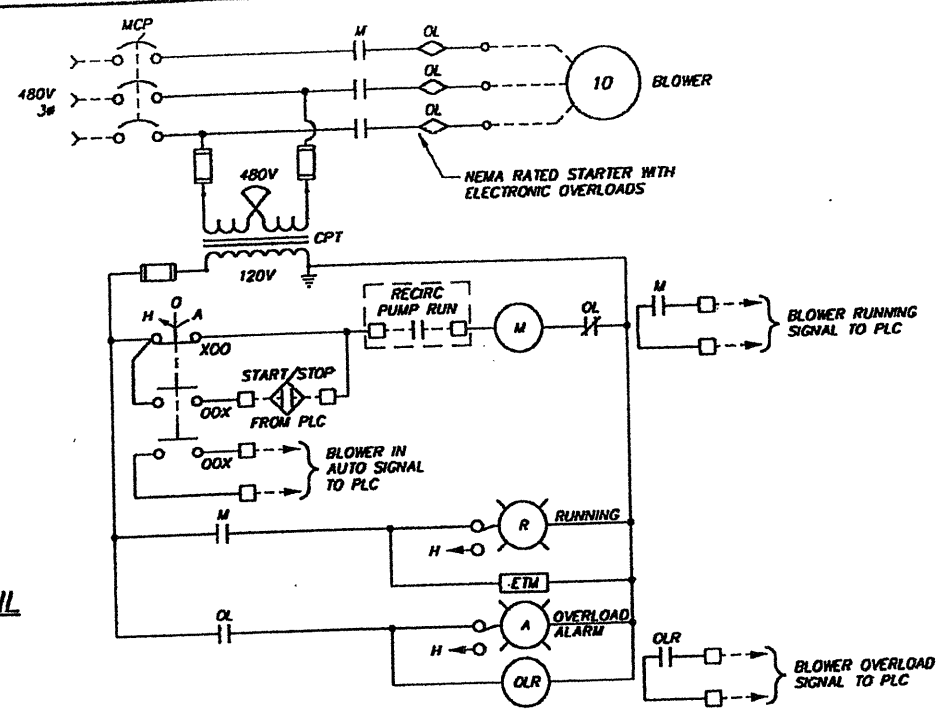 MCP
M
OL
480V
3ø
OL
10
BLOWER
OL
NEMA RATED STARTER WITH
ELECTRONIC OVERLOADS
480V
CPT
120V
RECIRC
PUMP RUN
H
O
A
XOO
M
OL
M
BLOWER RUNNING
SIGNAL TO PLC
START/STOP
OOX
FROM PLC
OOX
BLOWER IN
AUTO SIGNAL
TO PLC
M
R
RUNNING
H
ETM
OL
A
OVERLOAD
ALARM
H
OLR
OLR
BLOWER OVERLOAD
SIGNAL TO PLC